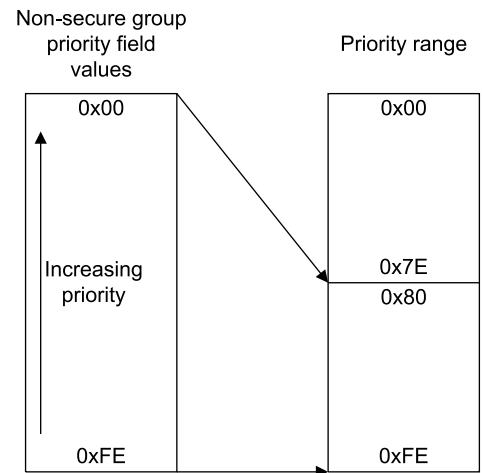 Non-secure group
priority field
values
Priority range
0x00
0x00
Increasing
priority
0x7E
0x80
0xFE
0xFE